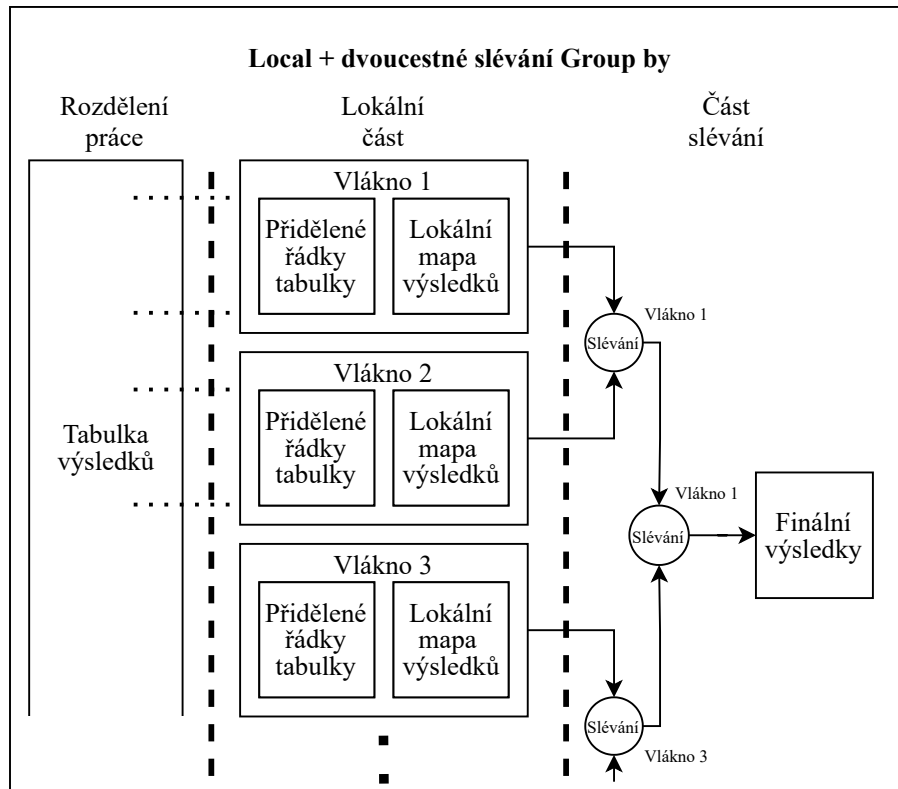 Local + dvoucestné slévání Group by
Rozdělení
práce
Lokální
část
Část
slévání
Tabulka
výsledků
Vlákno 1
Přidělené
řádky
tabulky
Lokální
mapa
výsledků
Vlákno 2
Přidělené
řádky
tabulky
Lokální
mapa
výsledků
Vlákno 3
Přidělené
řádky
tabulky
Lokální
mapa
výsledků
Vlákno 1
Slévání
Vlákno 1
Slévání
Slévání
Vlákno 3
Finální
výsledky